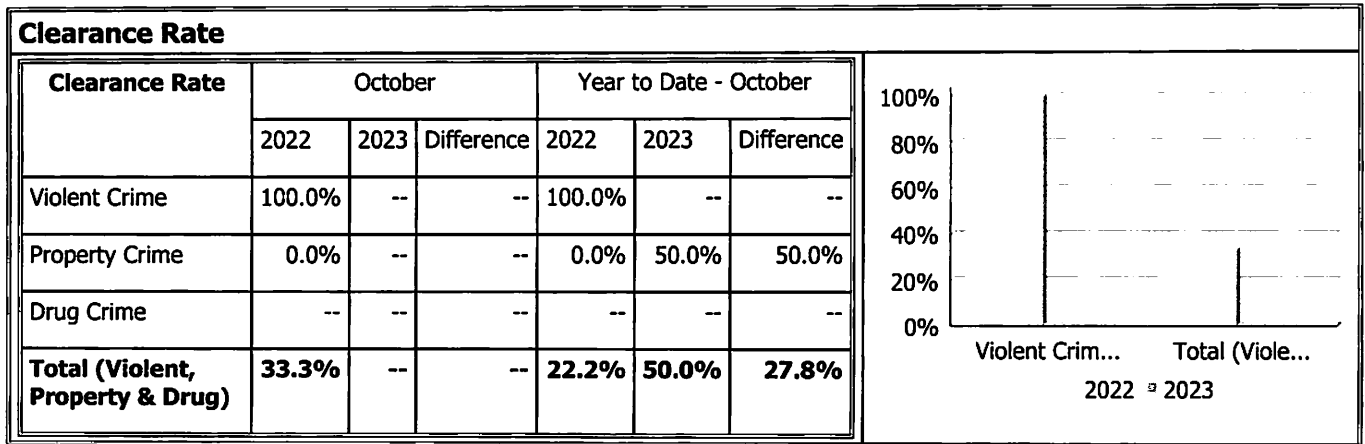 Clearance Rate
Clearance Rate October Year to Date - October
2022 2023 Difference 2022 2023 Difference
Violent Crime 100.0% -- -- 100.0% -- --
Property Crime 0.0% -- -- 0.0% 50.0% 50.0%
Drug Crime -- -- -- -- -- --
Total (Violent, Property & Drug) 33.3% -- -- 22.2% 50.0% 27.8%
100%
80%
60%
40%
20%
0%
Violent Crim... Total (Viole...
2022 2023